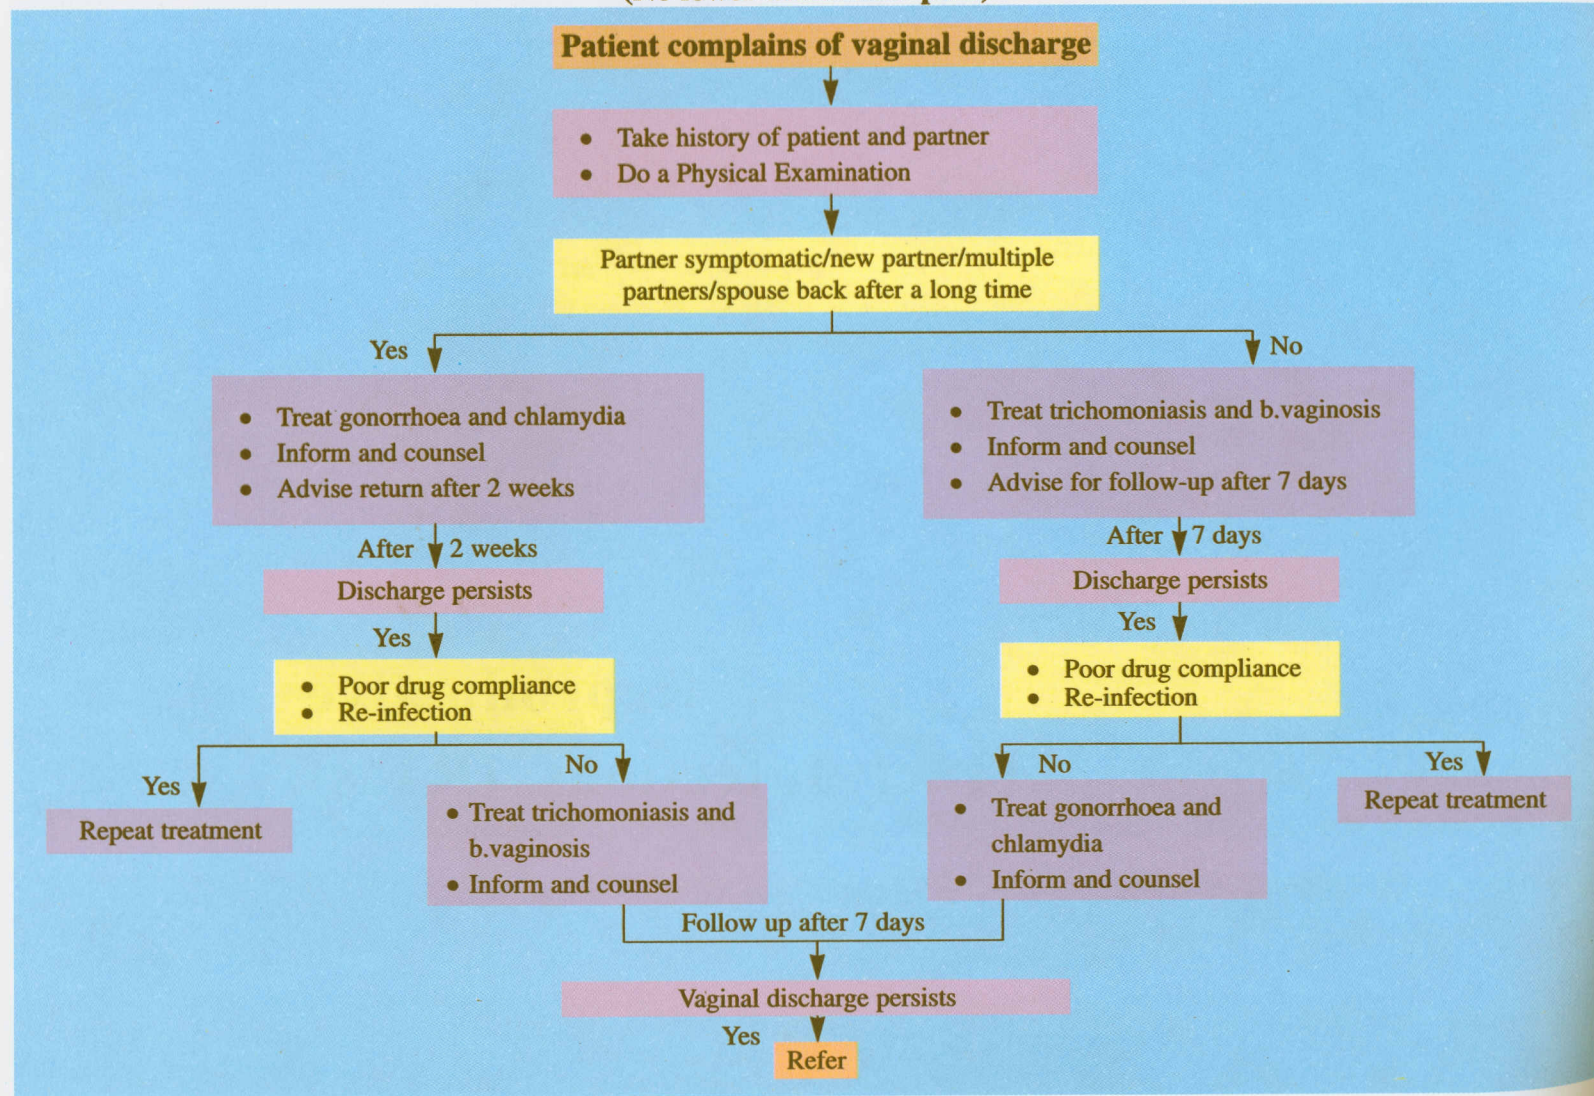 Patient complains of vaginal discharge
● Take history of patient and partner
● Do a Physical Examination
Partner symptomatic/new partner/multiple
partners/spouse back after a long time
Yes
No
● Treat gonorrhoea and chlamydia
● Inform and counsel
● Advise return after 2 weeks
● Treat trichomoniasis and b.vaginosis
● Inform and counsel
● Advise for follow-up after 7 days
After 2 weeks
After 7 days
Discharge persists
Discharge persists
Yes
Yes
● Poor drug compliance
● Re-infection
● Poor drug compliance
● Re-infection
Yes
No
No
Yes
Repeat treatment
● Treat trichomoniasis and
b.vaginosis
● Inform and counsel
● Treat gonorrhoea and
chlamydia
● Inform and counsel
Repeat treatment
Follow up after 7 days
Vaginal discharge persists
Yes
Refer